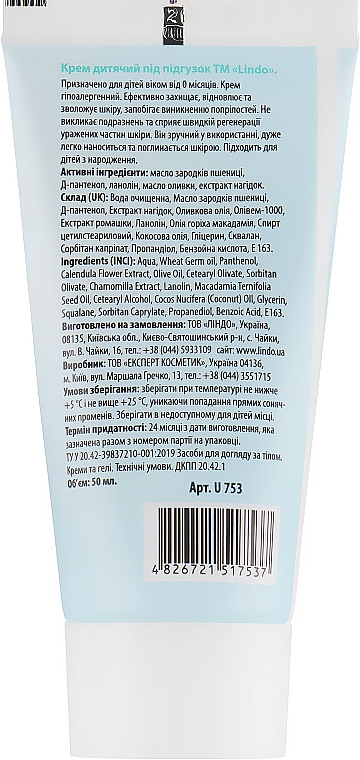 Крем дитячий під підгузок ТМ «Lindo».
Призначено для дітей віком від 0 місяців. Крем
гіпоалергенний. Ефективно захищає, відновлює та
зволожує шкіру, запобігає виникненню попрілостей. Не
викликає подразнень та сприяє швидкій регенерації
уражених частин шкіри. Він зручний у використанні, дуже
легко наноситься та поглинається шкірою. Підходить для
дітей з народження.
Активні інгредієнти: масло зародків пшениці,
Д-пантенол, ланолін, масло оливки, екстракт нагідок.
Склад (UK): Вода очищенна, Масло зародків пшениці,
Д-пантенол, Екстракт нагідок, Оливкова олія, Олівем-1000,
Екстракт ромашки, Ланолін, Олія горіха макадамія, Спирт
цетилстеариловий, Кокосова олія, Гліцерин, Сквалан,
Сорбітан капрілат, Пропандіол, Бензойна кислота, Е 163.
Ingredients (INCI): Aqua, Wheat Germ oil, Panthenol,
Calendula Flower Extract, Olive Oil, Cetearyl Olivate, Sorbitan
Olivate, Chamomilla Extract, Lanolin, Macadamia Ternifolia
Seed Oil, Cetearyl Alcohol, Cocos Nucifera (Coconut) Oil, Glycerin,
Squalane, Sorbitan Caprylate, Propanediol, Benzoic Acid, E163.
Виготовлено на замовлення: ТОВ «ЛІНДО», Україна,
08135, Київська обл., Києво-Святошинський р-н, с. Чайки,
вул. В. Чайки, 16, тел.: +38 (044) 5933109 сайт: www.lindo.ua
Виробник: ТОВ «ЕКСПЕРТ КОСМЕТИК», Україна 04136,
м. Київ, вул. Маршала Гречко, 13, тел.: +38 (044) 3551715
Умови зберігання: зберігати при температурі не нижче
+5 °С і не вище +25 °С, уникаючи попадання прямих соняч-
них променів. Зберігати в недоступному для дітей місці.
Термін придатності: 24 місяці з дати виготовлення, яка
зазначена разом з номером партії на упаковці.
ТУ У 20.42-39837210-001:2019 Засоби для догляду за тілом.
Креми та гелі. Технічні умови. ДКПП 20.42.1
Об'єм: 50 мл.
Арт. U 753
4 826721 517537